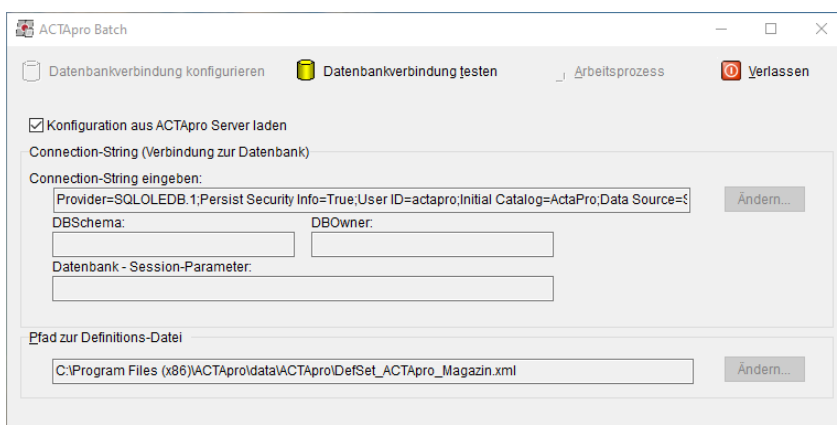 ACTApro Batch
Datenbankverbindung konfigurieren Datenbankverbindung testen Arbeitsprozess Verlassen
Konfiguration aus ACTApro Server laden
Connection-String (Verbindung zur Datenbank)
Connection-String eingeben:
Provider=SQLOLEDB.1;Persist Security Info=True;User ID=actapro;Initial Catalog=ActaPro;Data Source=S Ändern...
DBSchema: DBOwner:
Datenbank - Session-Parameter:
Pfad zur Definitions-Datei
C:\Program Files (x86)\ACTApro\data\ACTApro\DefSet_ACTApro_Magazin.xml Ändern...